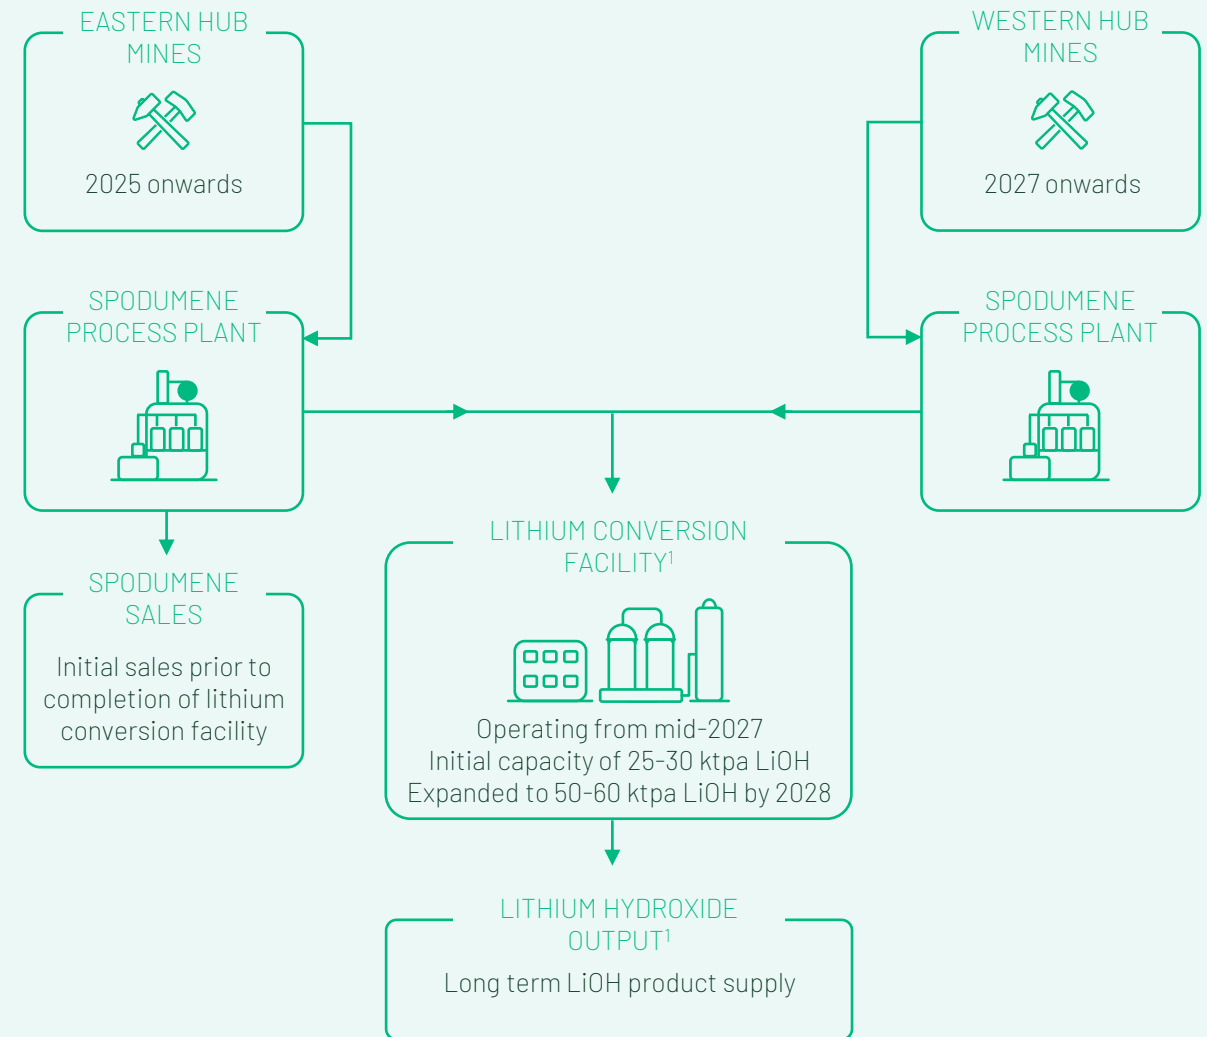 EASTERN HUB
MINES
2025 onwards
WESTERN HUB
MINES
2027 onwards
SPODUMENE
PROCESS PLANT
SPODUMENE
PROCESS PLANT
SPODUMENE
SALES
Initial sales prior to
completion of lithium
conversion facility
LITHIUM CONVERSION
FACILITY¹
Operating from mid-2027
Initial capacity of 25-30 ktpa LiOH
Expanded to 50-60 ktpa LiOH by 2028
LITHIUM HYDROXIDE
OUTPUT¹
Long term LiOH product supply